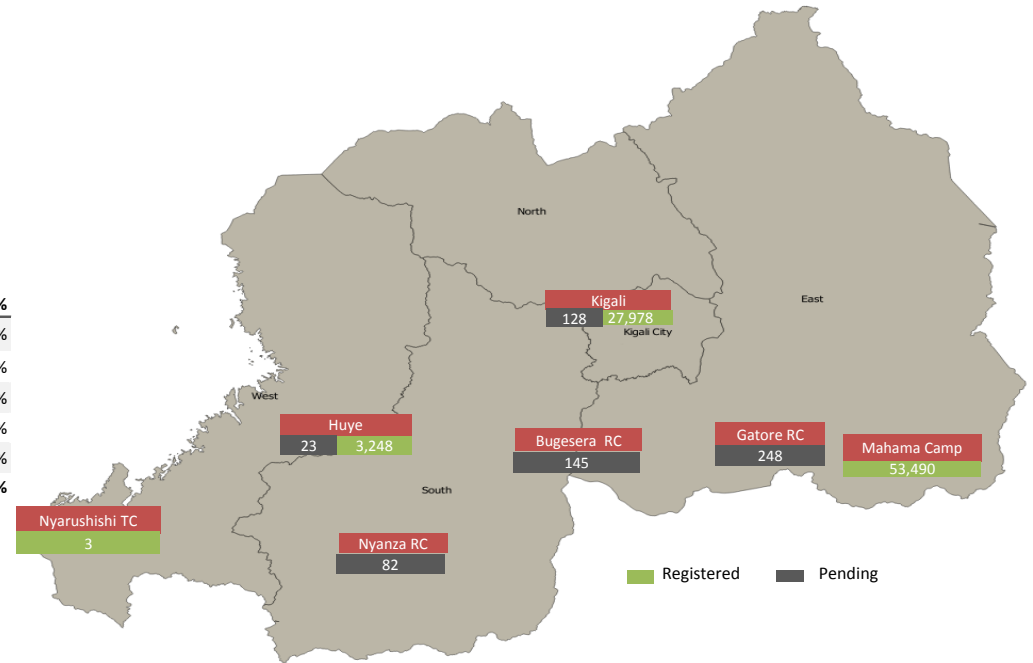 North
East
Kigali
128 27,978
Kigali City
%
%
%
%
%
%
%
West
Huye
23 3,248
Bugesera RC
145
Gatore RC
248
Mahama Camp
53,490
South
Nyarushishi TC
3
Nyanza RC
82
Registered
Pending